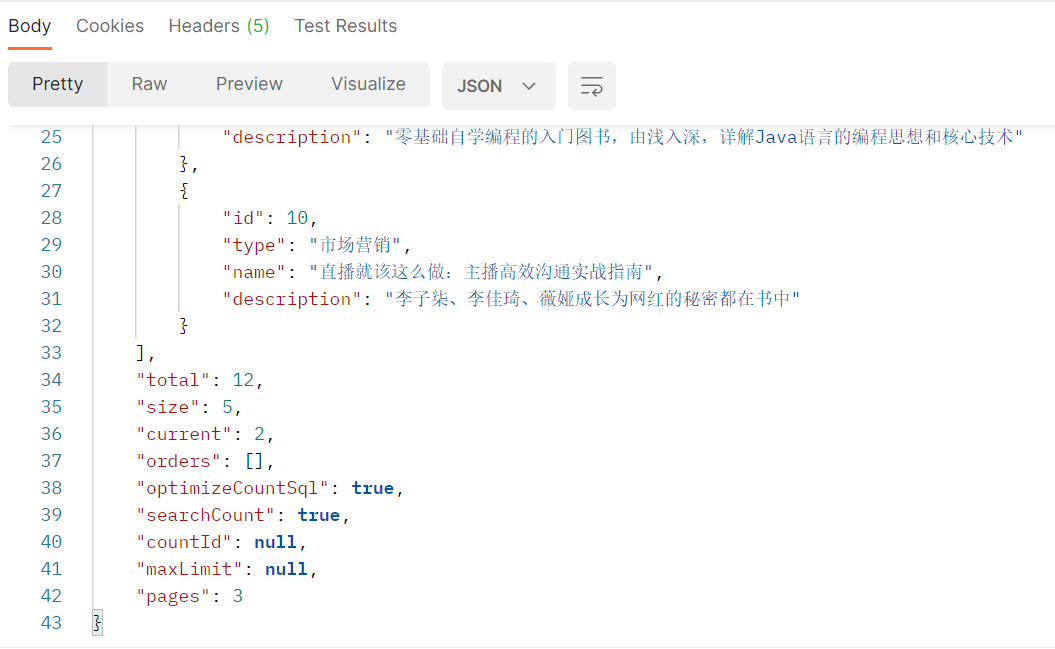 Body Cookies Headers (5) Test Results
Pretty Raw Preview Visualize JSON
25 "description": "零基础自学编程的入门图书，由浅入深，详解Java语言的编程思想和核心技术"
26 },
27 {
28 "id": 10,
29 "type": "市场营销",
30 "name": "直播就该这么做：主播高效沟通实战指南",
31 "description": "李子柒、李佳琦、薇娅成长为网红的秘密都在书中"
32 }
33 ],
34 "total": 12,
35 "size": 5,
36 "current": 2,
37 "orders": [],
38 "optimizeCountSql": true,
39 "searchCount": true,
40 "countId": null,
41 "maxLimit": null,
42 "pages": 3
43 }